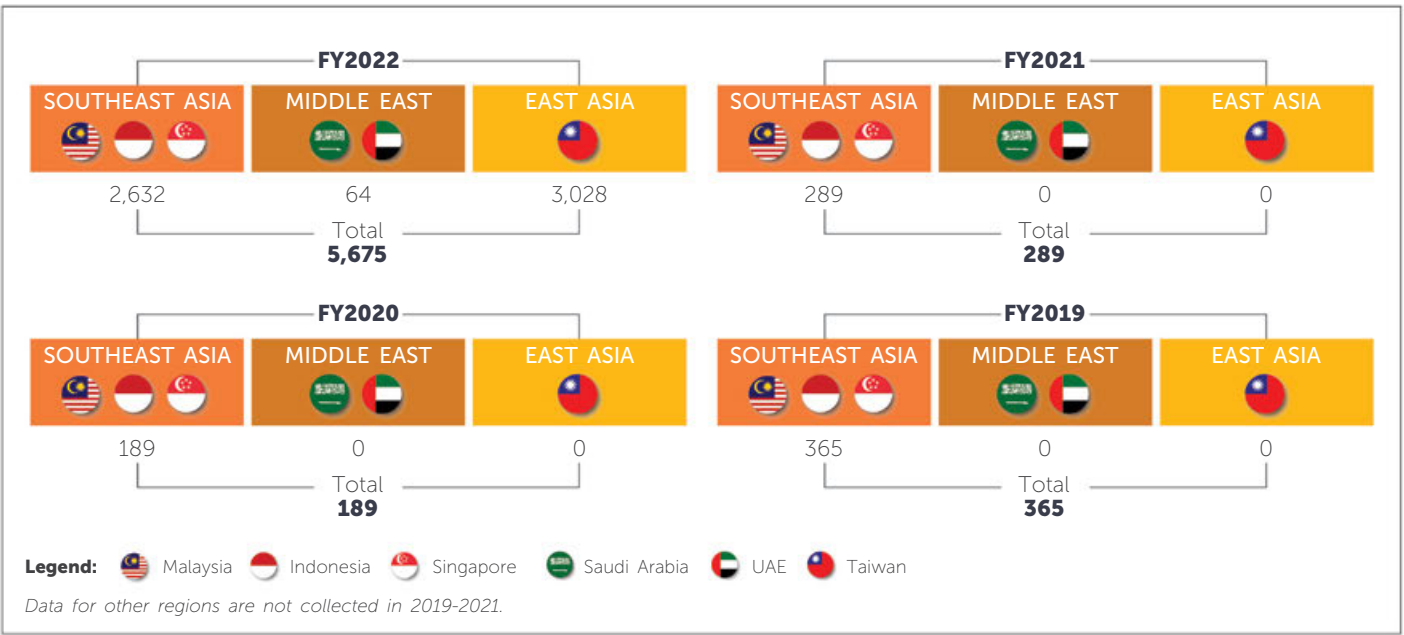 FY2022
SOUTHEAST ASIA MIDDLE EAST EAST ASIA
2,632 64 3,028
Total
5,675
FY2021
SOUTHEAST ASIA MIDDLE EAST EAST ASIA
289 0 0
Total
289
FY2020
SOUTHEAST ASIA MIDDLE EAST EAST ASIA
189 0 0
Total
189
FY2019
SOUTHEAST ASIA MIDDLE EAST EAST ASIA
365 0 0
Total
365
Legend: Malaysia Indonesia Singapore Saudi Arabia UAE Taiwan
Data for other regions are not collected in 2019-2021.